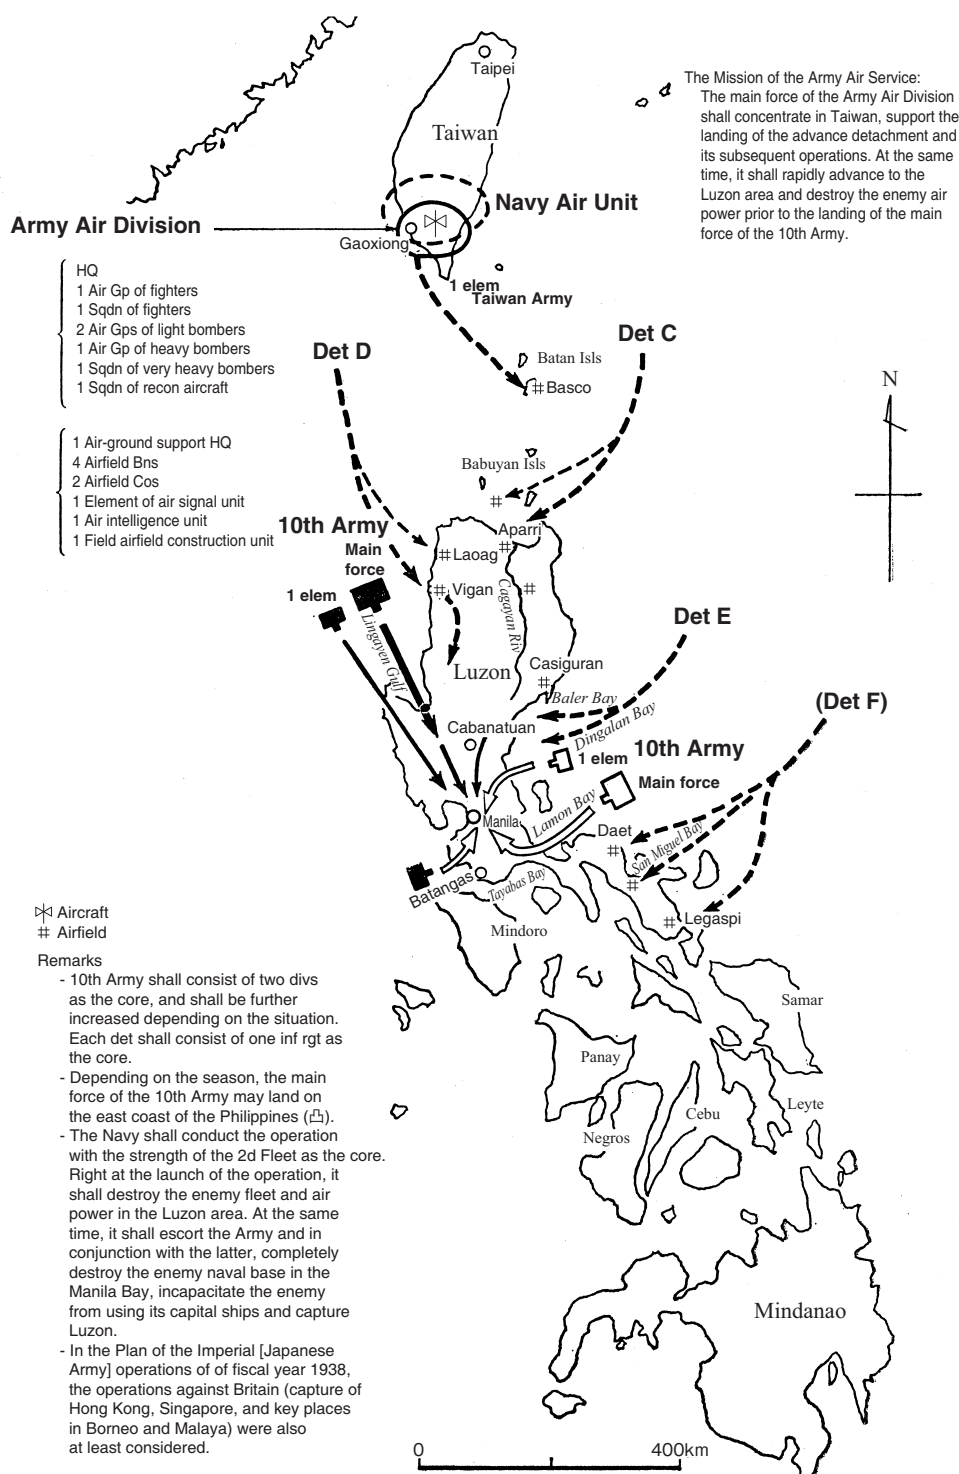 Taipei
Taiwan
The Mission of the Army Air Service:
The main force of the Army Air Division
shall concentrate in Taiwan, support the
landing of the advance detachment and
its subsequent operations. At the same
time, it shall rapidly advance to the
Luzon area and destroy the enemy air
power prior to the landing of the main
force of the 10th Army.
Navy Air Unit
Army Air Division
Gaoxiong
HQ
1 Air Gp of fighters
1 Sqdn of fighters
2 Air Gps of light bombers
1 Air Gp of heavy bombers
1 Sqdn of very heavy bombers
1 Sqdn of recon aircraft
1 Air-ground support HQ
4 Airfield Bns
2 Airfield Cos
1 Element of air signal unit
1 Air intelligence unit
1 Field airfield construction unit
1 elem
Taiwan Army
Det D
Det C
Batan Isls
Basco
N
Babuyan Isls
10th Army
Main
force
1 elem
Aparri
Laoag
Vigan
Cagayan Riv
Lingayen Gulf
Luzon
Det E
Casiguran
Baler Bay
Dingalan Bay
(Det F)
Cabanatuan
10th Army
1 elem
Main force
Manila
Lamon Bay
Daet
San Miguel Bay
Batangas
Tayabas Bay
Legaspi
Mindoro
Samar
Panay
Leyte
Cebu
Negros
Mindanao
Aircraft
Airfield
Remarks
- 10th Army shall consist of two divs
as the core, and shall be further
increased depending on the situation.
Each det shall consist of one inf rgt as
the core.
- Depending on the season, the main
force of the 10th Army may land on
the east coast of the Philippines (凸).
- The Navy shall conduct the operation
with the strength of the 2d Fleet as the core.
Right at the launch of the operation, it
shall destroy the enemy fleet and air
power in the Luzon area. At the same
time, it shall escort the Army and in
conjunction with the latter, completely
destroy the enemy naval base in the
Manila Bay, incapacitate the enemy
from using its capital ships and capture
Luzon.
- In the Plan of the Imperial [Japanese
Army] operations of of fiscal year 1938,
the operations against Britain (capture of
Hong Kong, Singapore, and key places
in Borneo and Malaya) were also
at least considered.
0 400km